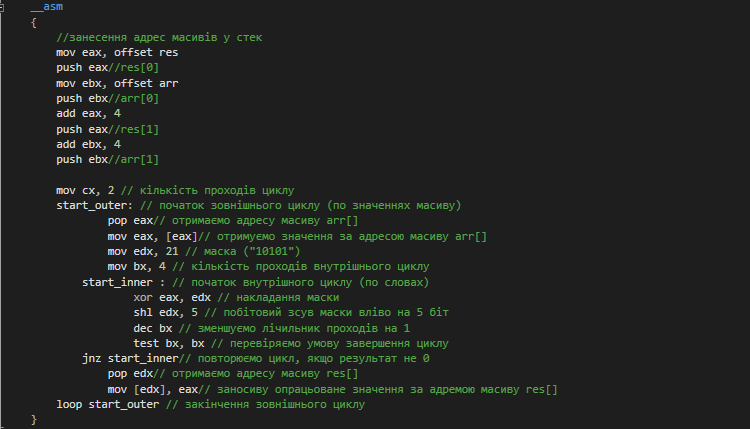 __asm
{
//занесення адрес масивів у стек
mov eax, offset res
push eax//res[0]
mov ebx, offset arr
push ebx//arr[0]
add eax, 4
push eax//res[1]
add ebx, 4
push ebx//arr[1]
mov cx, 2 // кількість проходів циклу
start_outer: // початок зовнішнього циклу (по значеннях масиву)
pop eax// отримаємо адресу масиву arr[]
mov eax, [eax]// отримуємо значення за адресою масиву arr[]
mov edx, 21 // маска ("10101")
mov bx, 4 // кількість проходів внутрішнього циклу
start_inner : // початок внутрішнього циклу (по словах)
xor eax, edx // накладання маски
shl edx, 5 // побітовий зсув маски вліво на 5 біт
dec bx // зменшуємо лічильник проходів на 1
test bx, bx // перевіряємо умову завершення циклу
jnz start_inner// повторюємо цикл, якщо результат не 0
pop edx// отримаємо адресу масиву res[]
mov [edx], eax// заносиву опрацьоване значення за адремою масиву res[]
loop start_outer // закінчення зовнішнього циклу
}